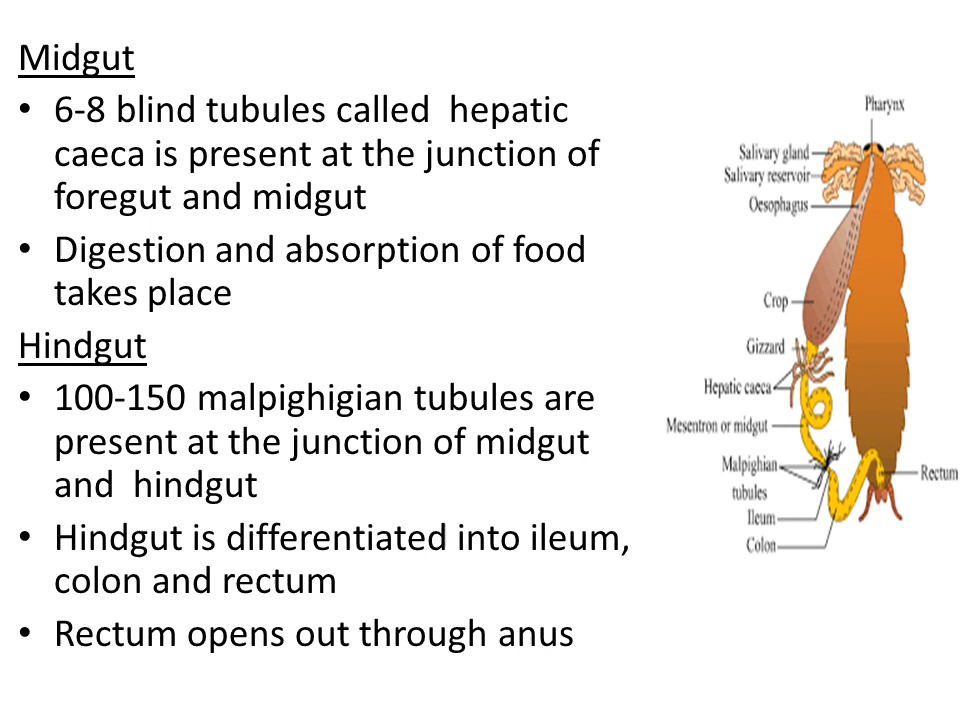 Midgut
• 6-8 blind tubules called  hepatic
caeca is present at the junction of
foregut and midgut
• Digestion and absorption of food
takes place
Hindgut
• 100-150 malpighigian tubules are
present at the junction of midgut
and  hindgut
• Hindgut is differentiated into ileum,
colon and rectum
• Rectum opens out through anus
Pharynx
Salivary gland
Salivary reservoir
Oesophagus
Crop
Gizzard
Hepatic caeca
Mesentron or midgut
Malpighian
tubules
Rectum
Ileum
Colon